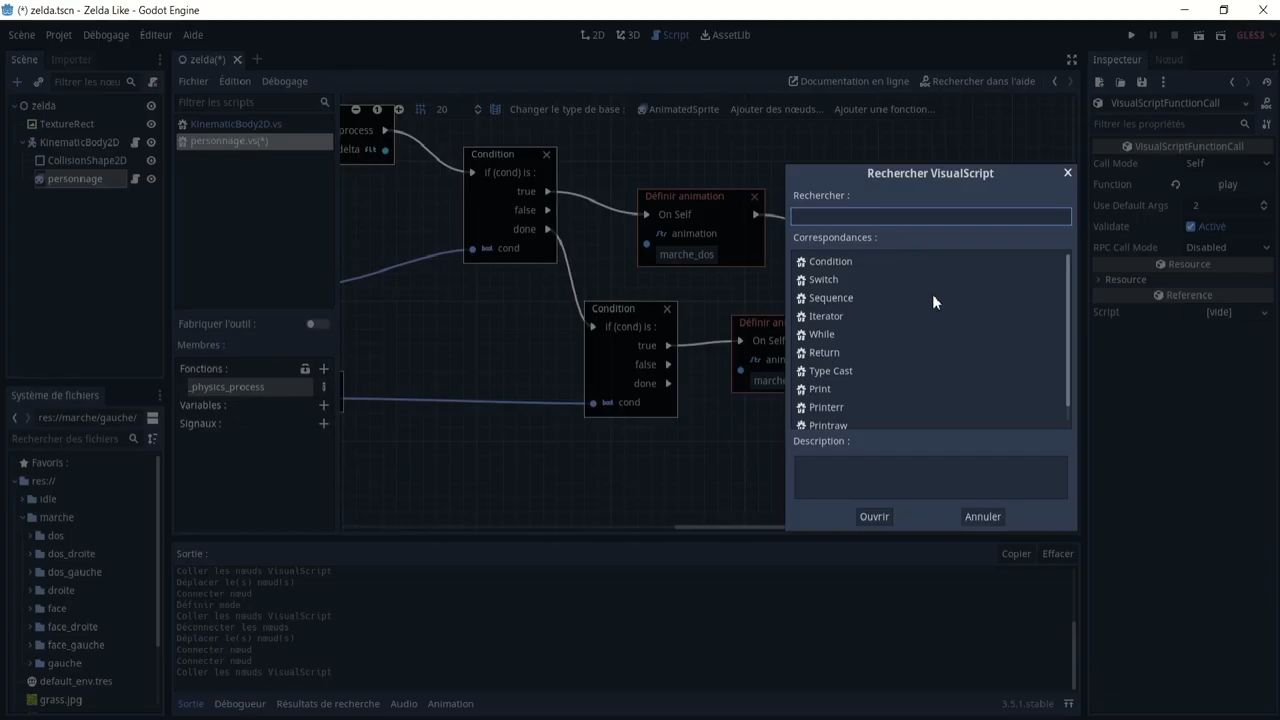 (*) zelda.tscn - Zelda Like - Godot Engine
Scène Projet Débogage Éditeur Aide
2D 3D Script AssetLib
GLES3
Scène Importer
Filtrer les nœu
zelda
TextureRect
KinematicBody2D
CollisionShape2D
personnage
Système de fichiers
res://marche/gauche/
Rechercher des fichiers
Favoris :
res://
idle
marche
dos
dos_droite
dos_gauche
droite
face
face_droite
face_gauche
gauche
default_env.tres
grass.jpg
zelda(*)
Fichier Édition Débogage
Documentation en ligne Rechercher dans l'aide
Filtrer les scripts
KinematicBody2D.vs
personnage.vs(*)
Fabriquer l'outil :
Membres :
Fonctions :
_physics_process
Variables :
Signaux :
20 Changer le type de base : AnimatedSprite Ajouter des nœuds... Ajouter une fonction...
process
delta
Condition
if (cond) is :
true
false
done
bool cond
Définir animation
On Self
Str animation
marche_dos
Condition
if (cond) is :
true
false
done
bool cond
Définir an
On Self
Str anim
marche
Rechercher VisualScript
Rechercher :
Correspondances :
Condition
Switch
Sequence
Iterator
While
Return
Type Cast
Print
Printerr
Printraw
Description :
Ouvrir Annuler
Sortie : Copier Effacer
Coller les nœuds VisualScript
Déplacer le(s) nœud(s)
Connecter nœud
Définir mode
Coller les nœuds VisualScript
Déconnecter les nœuds
Déplacer le(s) nœud(s)
Connecter nœud
Connecter nœud
Coller les nœuds VisualScript
Sortie Débogueur Résultats de recherche Audio Animation 3.5.1.stable
Inspecteur Nœud
VisualScriptFunctionCall
Filtrer les propriétés
VisualScriptFunctionCall
Call Mode Self
Function play
Use Default Args 2
Validate Activé
RPC Call Mode Disabled
Resource
Resource
Reference
Script [vide]